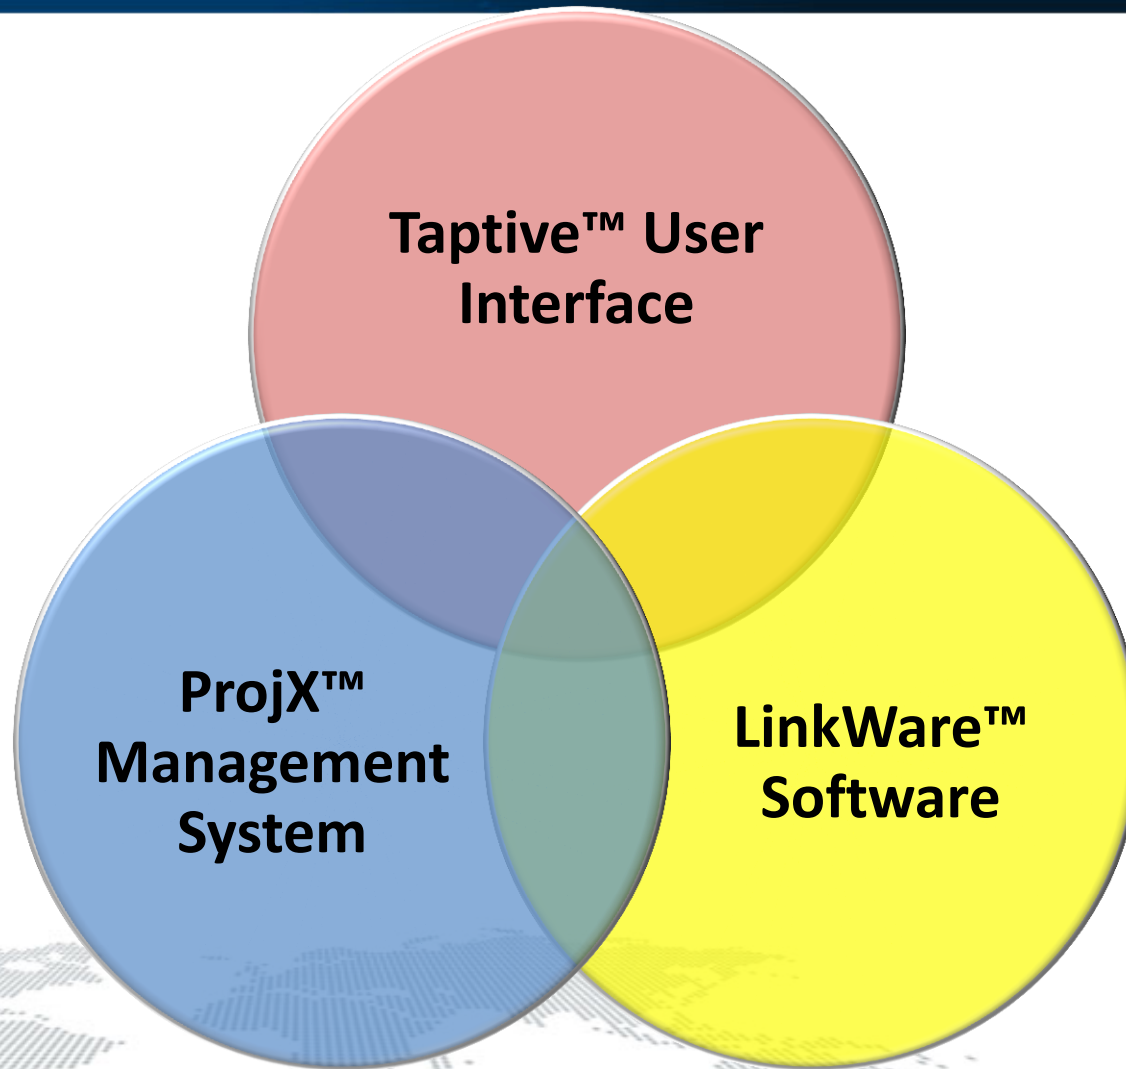 Taptive™ User
Interface
ProjX™
Management
System
LinkWare™
Software